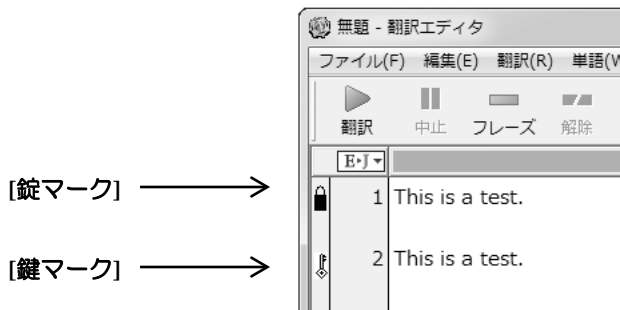 無題 - 翻訳エディタ
ファイル(F) 編集(E) 翻訳(R) 単語(W
翻訳 中止 フレーズ 解除
E▸J
[錠マーク]
1 This is a test.
[鍵マーク]
2 This is a test.